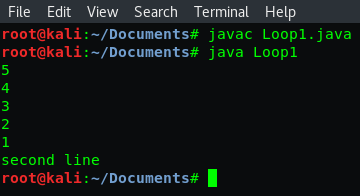 File Edit View Search Terminal Help
root@kali:~/Documents# javac Loop1.java
root@kali:~/Documents# java Loop1
5
4
3
2
1
second line
root@kali:~/Documents#